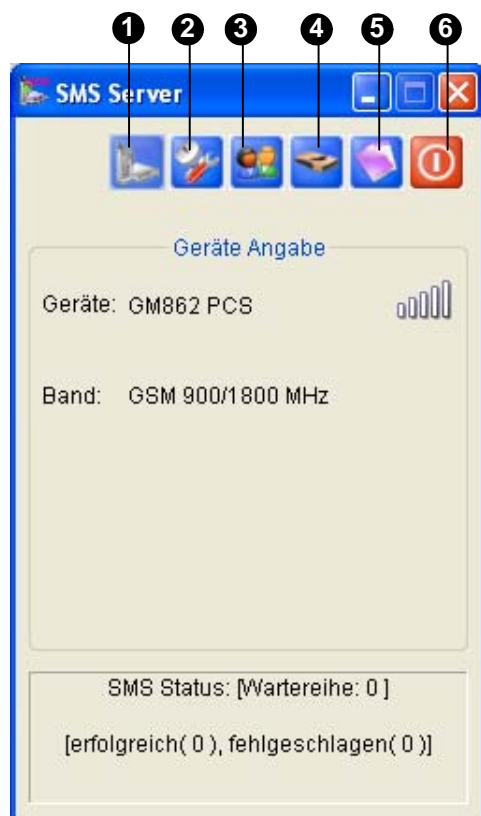 1 2 3 4 5 6
SMS Server
Geräte Angabe
Geräte: GM862 PCS
Band: GSM 900/1800 MHz
SMS Status: [Wartereihe: 0 ]
[erfolgreich( 0 ), fehlgeschlagen( 0 )]